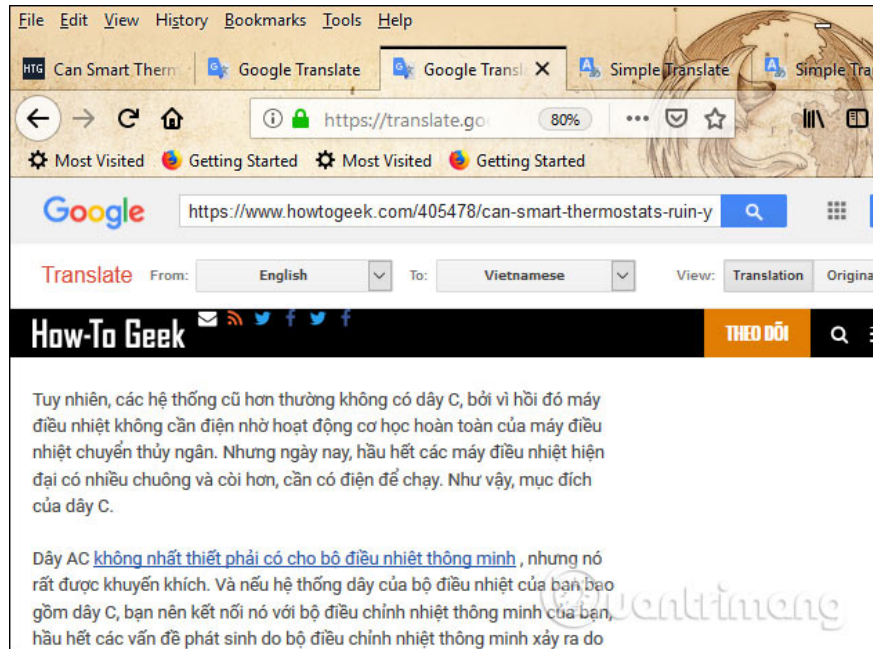 File Edit View History Bookmarks Tools Help
HTG Can Smart Therm Google Translate Google Transl Simple Translate Simple Tra
https://translate.go 80%
Most Visited Getting Started Most Visited Getting Started
Google https://www.howtogeek.com/405478/can-smart-thermostats-ruin-y
Translate From: English To: Vietnamese View: Translation Origina
How-To Geek THEO DÕI
Tuy nhiên, các hệ thống cũ hơn thường không có dây C, bởi vì hồi đó máy
điều nhiệt không cần điện nhờ hoạt động cơ học hoàn toàn của máy điều
nhiệt chuyển thủy ngân. Nhưng ngày nay, hầu hết các máy điều nhiệt hiện
đại có nhiều chuông và còi hơn, cần có điện để chạy. Như vậy, mục đích
của dây C.
Dây AC không nhất thiết phải có cho bộ điều nhiệt thông minh , nhưng nó
rất được khuyến khích. Và nếu hệ thống dây của bộ điều nhiệt của bạn bao
gồm dây C, bạn nên kết nối nó với bộ điều chỉnh nhiệt thông minh của bạn,
hầu hết các vấn đề phát sinh do bộ điều chỉnh nhiệt thông minh xảy ra do
uantrimang